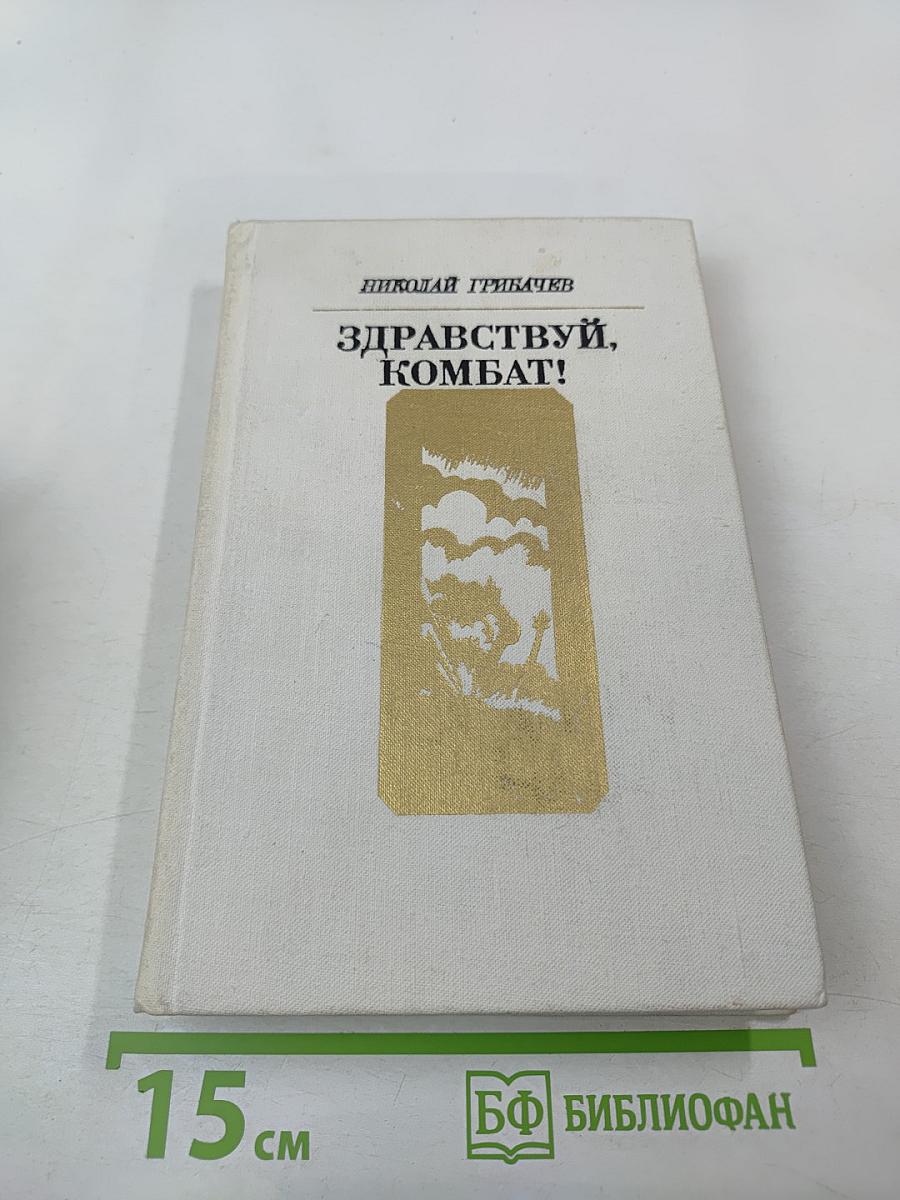 НИКОЛАЙ ГРИБАЧЕВ
ЗДРАВСТВУЙ,
КОМБАТ!
15 см
БФ БИБЛИОФАН